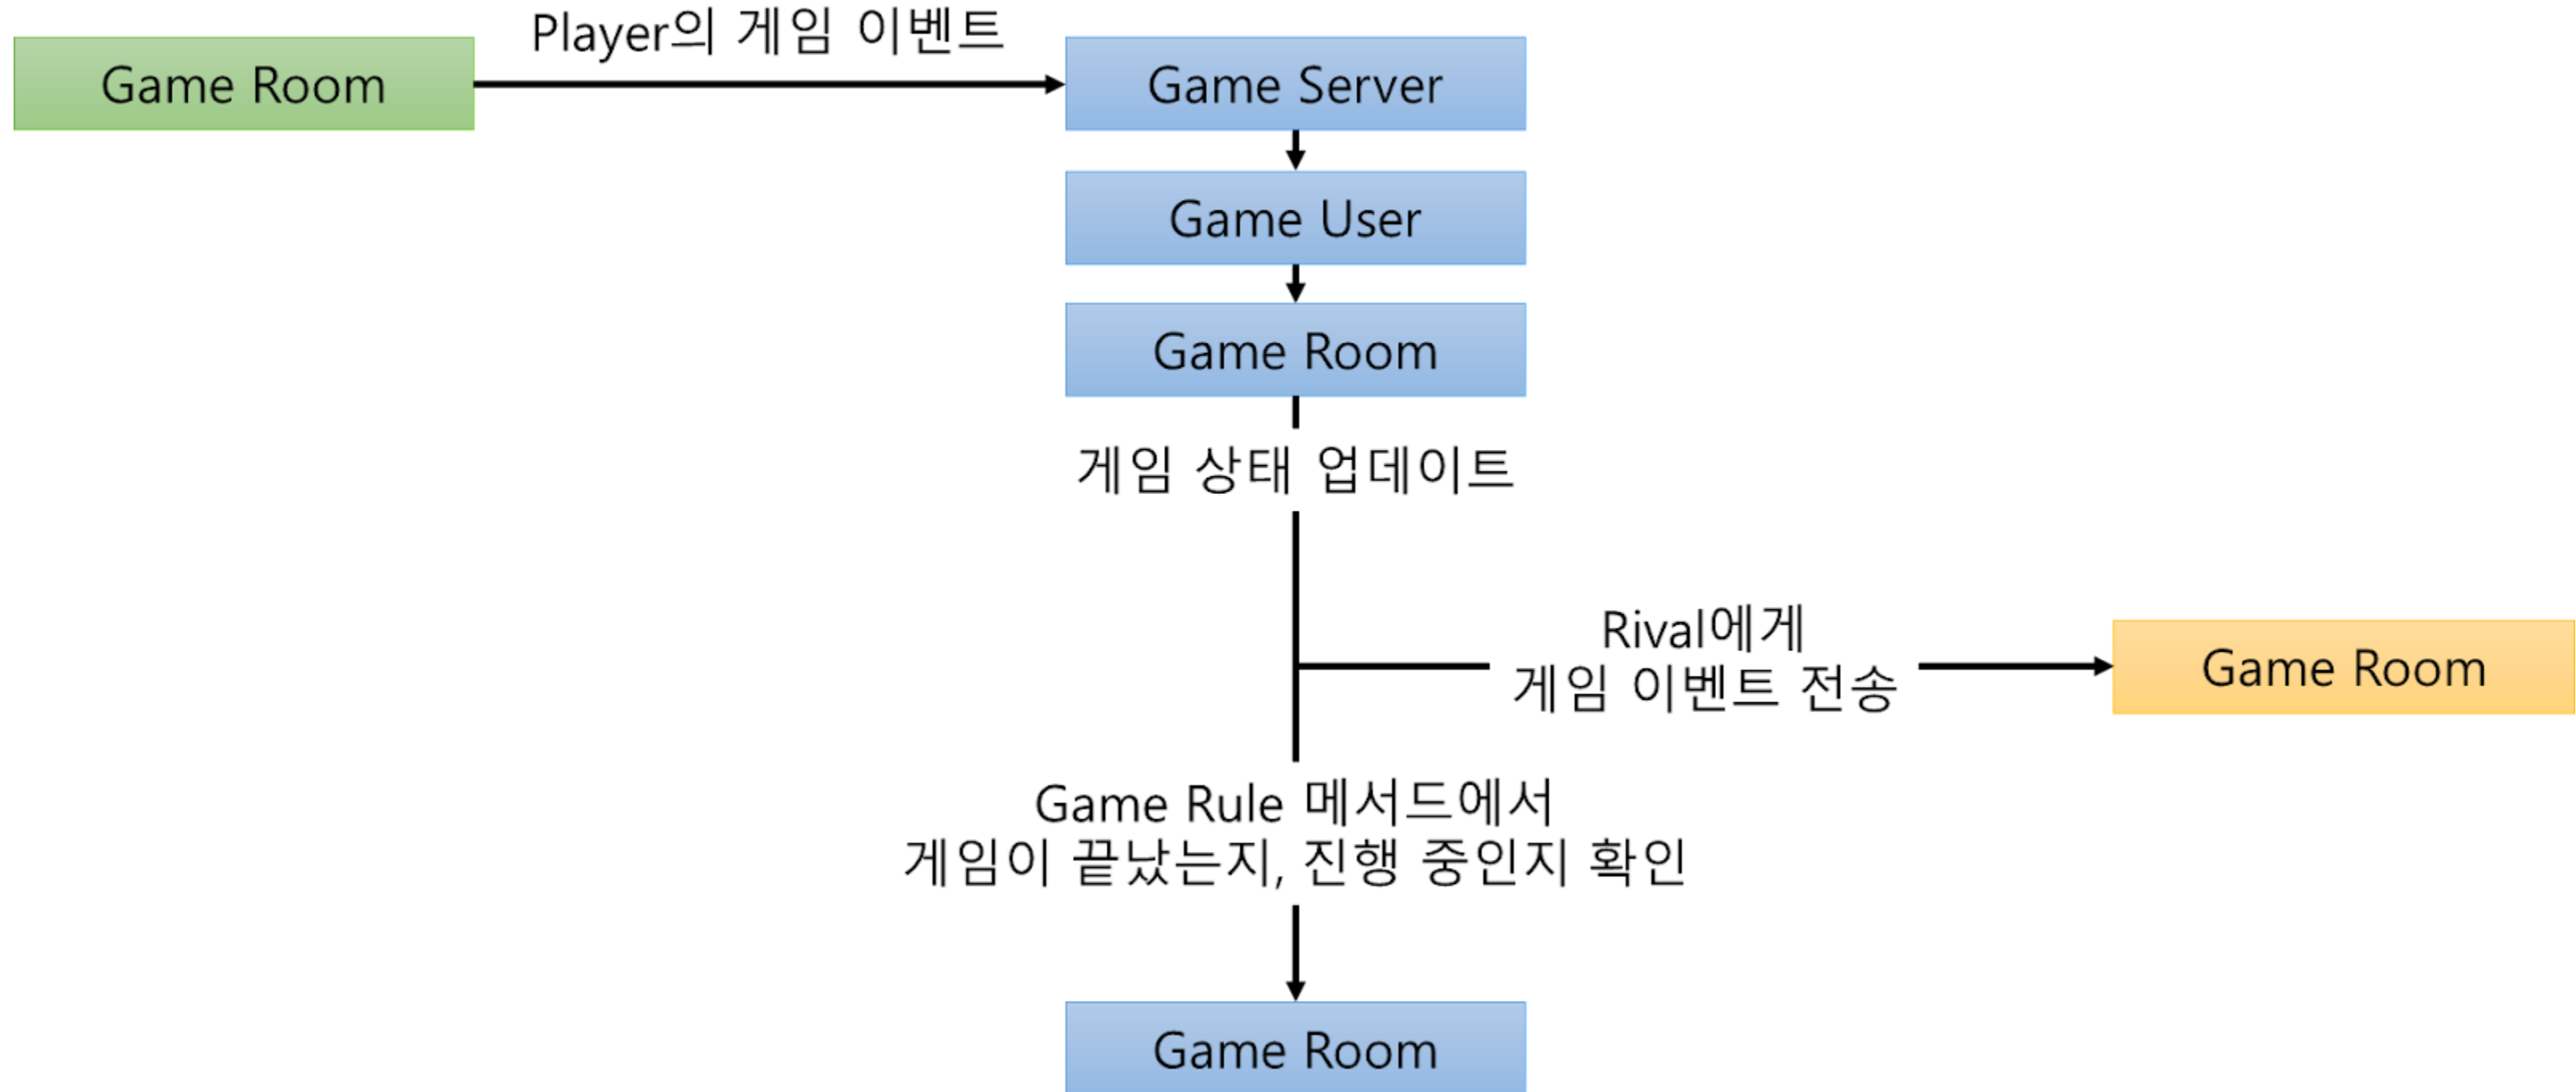 Player의 게임 이벤트
Game Room
Game Server
Game User
Game Room
게임 상태 업데이트
Rival에게
게임 이벤트 전송
Game Room
Game Rule 메서드에서
게임이 끝났는지, 진행 중인지 확인
Game Room